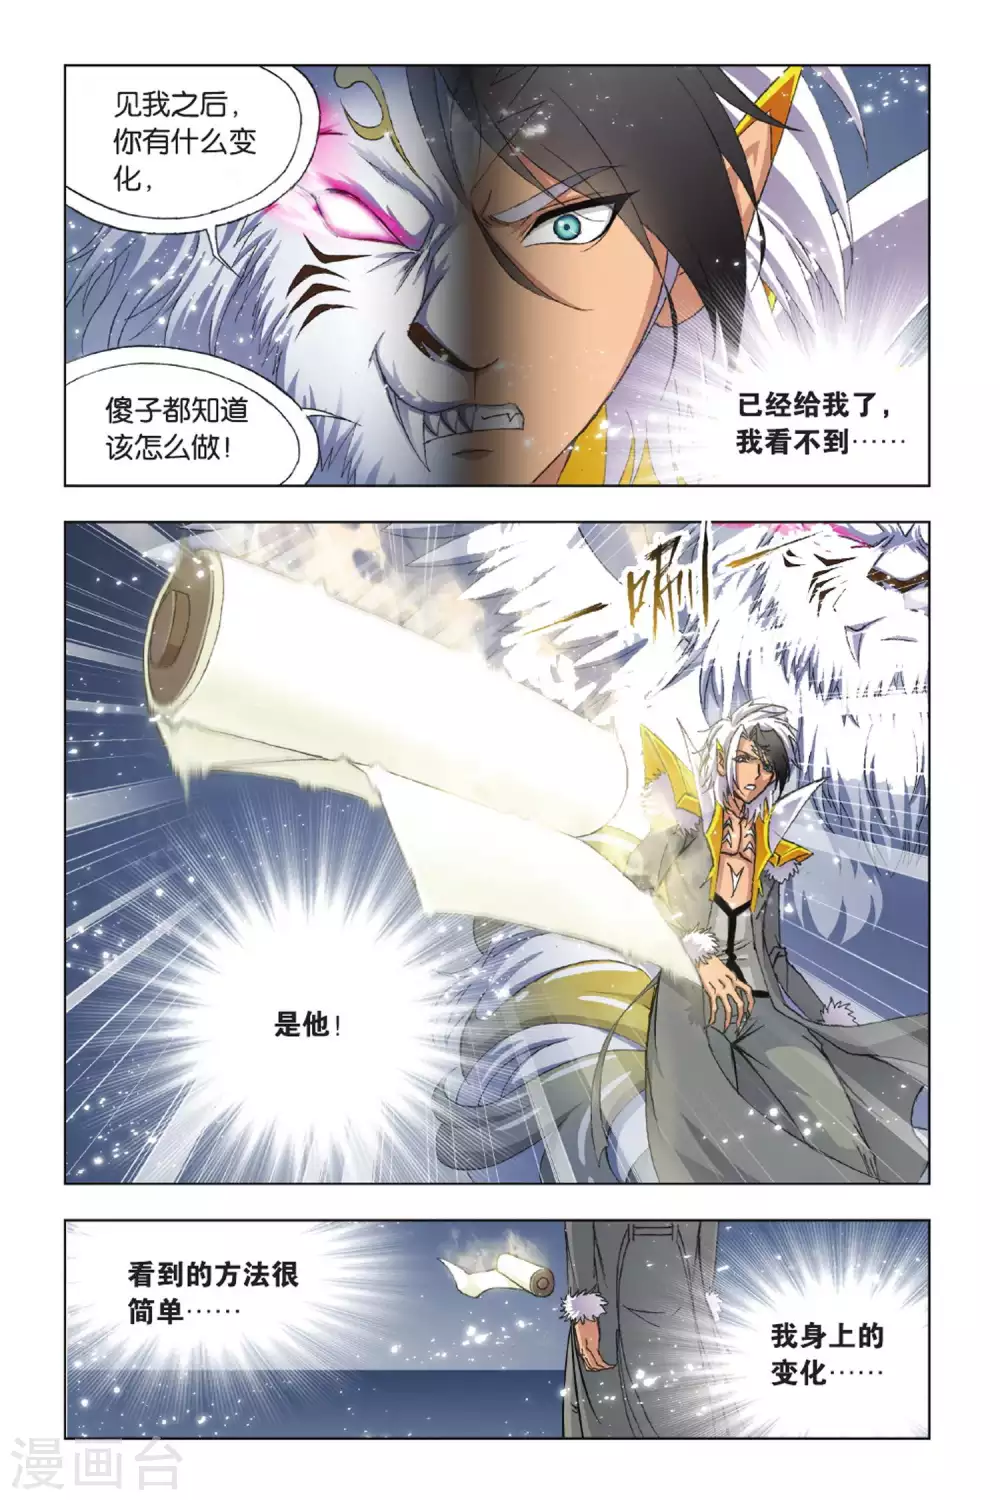 见我之后，
你有什么变
化，
傻子都知道
该怎么做！
已经给我了，
我看不到……
唰
是他！
看到的方法很
简单……
我身上的
变化……
漫画台